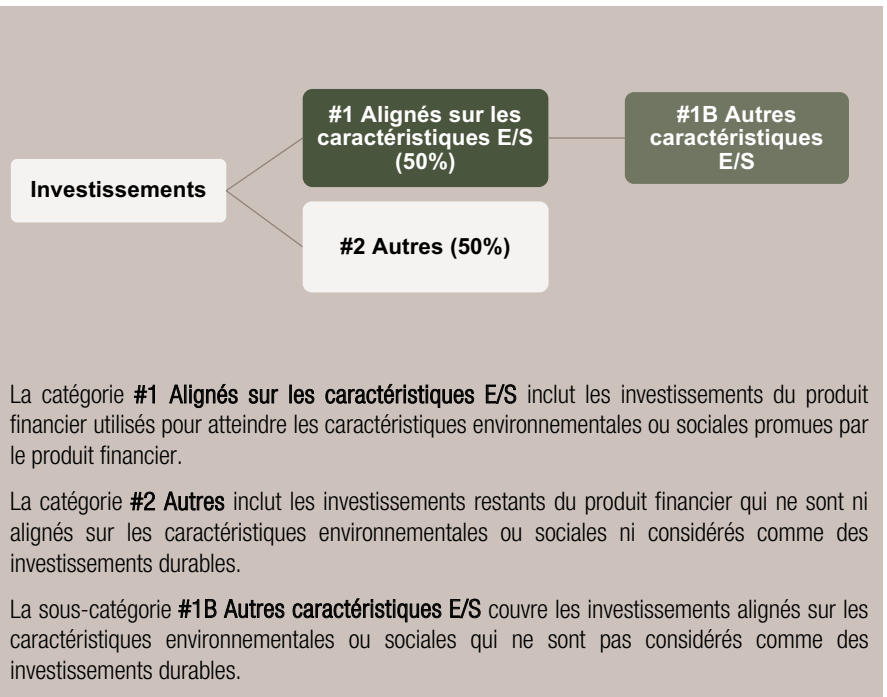 #1 Alignés sur les
caractéristiques E/S
(50%)
#1B Autres
caractéristiques
E/S
Investissements
#2 Autres (50%)
La catégorie #1 Alignés sur les caractéristiques E/S inclut les investissements du produit
financier utilisés pour atteindre les caractéristiques environnementales ou sociales promues par
le produit financier.
La catégorie #2 Autres inclut les investissements restants du produit financier qui ne sont ni
alignés sur les caractéristiques environnementales ou sociales ni considérés comme des
investissements durables.
La sous-catégorie #1B Autres caractéristiques E/S couvre les investissements alignés sur les
caractéristiques environnementales ou sociales qui ne sont pas considérés comme des
investissements durables.